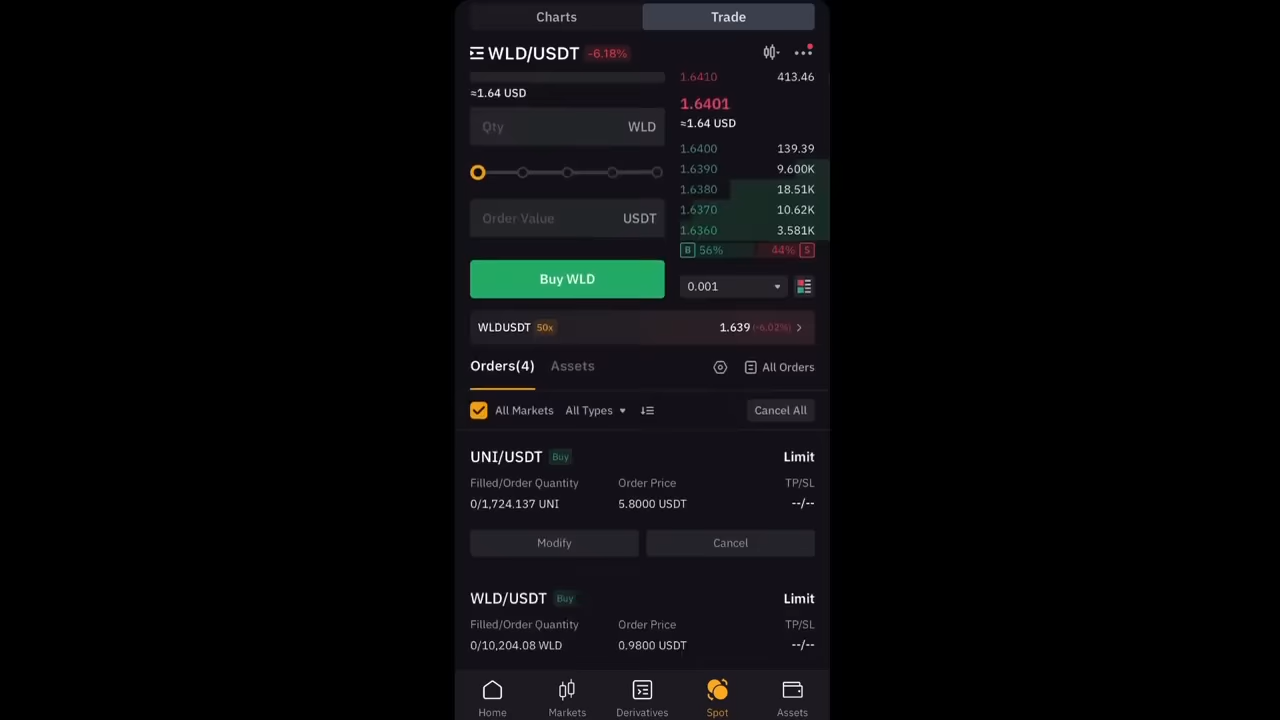 Charts Trade
WLD/USDT -6.18%
≈1.64 USD
Qty WLD
Order Value USDT
Buy WLD
1.6410 413.46
1.6401
≈1.64 USD
1.6400 139.39
1.6390 9.600K
1.6380 18.51K
1.6370 10.62K
1.6360 3.581K
B 56% 44% S
0.001
WLDUSDT 50x 1.639 (-6.02%)
Orders(4) Assets All Orders
All Markets All Types Cancel All
UNI/USDT Buy Limit
Filled/Order Quantity Order Price TP/SL
0/1,724.137 UNI 5.8000 USDT --/--
Modify Cancel
WLD/USDT Buy Limit
Filled/Order Quantity Order Price TP/SL
0/10,204.08 WLD 0.9800 USDT --/--
Home Markets Derivatives Spot Assets